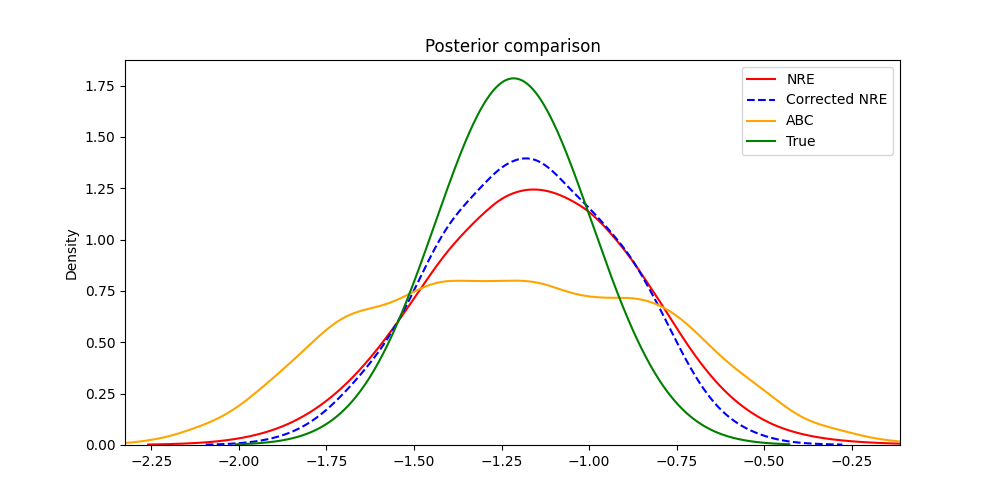 Posterior comparison
NRE
Corrected NRE
ABC
True
Density
1.75
1.50
1.25
1.00
0.75
0.50
0.25
0.00
−2.25 −2.00 −1.75 −1.50 −1.25 −1.00 −0.75 −0.50 −0.25